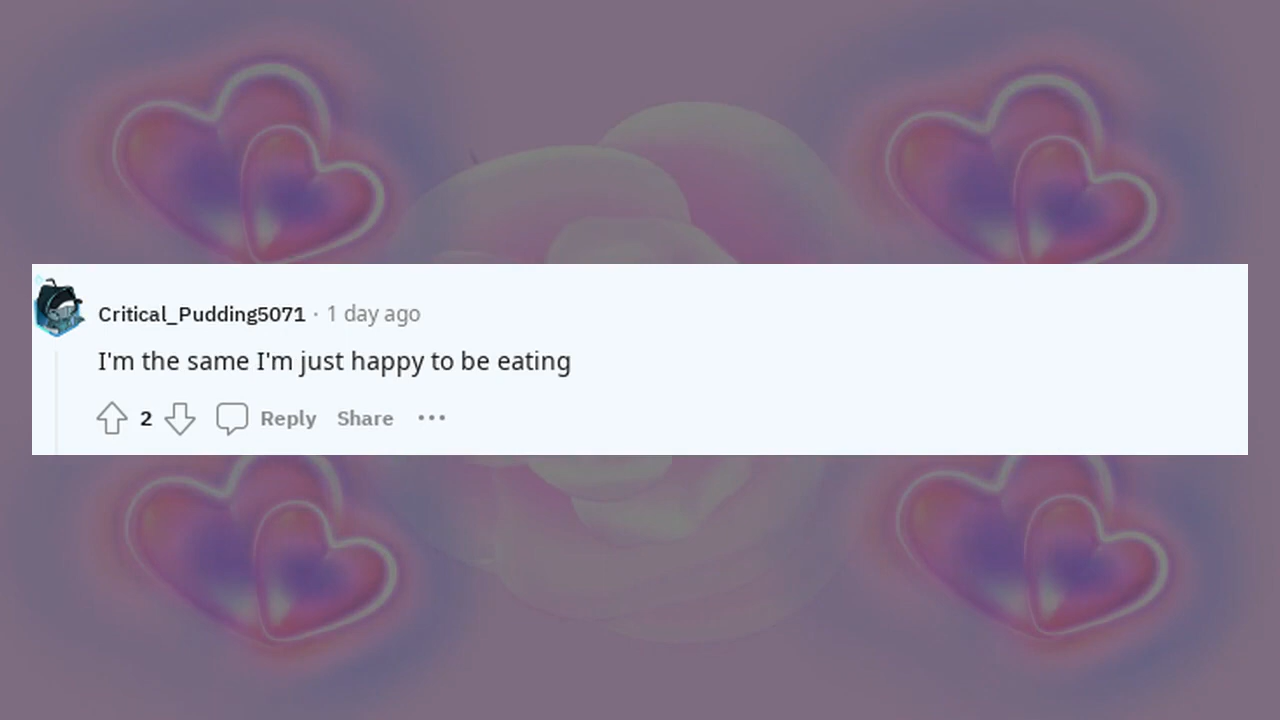 Critical_Pudding5071 · 1 day ago
I'm the same I'm just happy to be eating
2 Reply Share ···